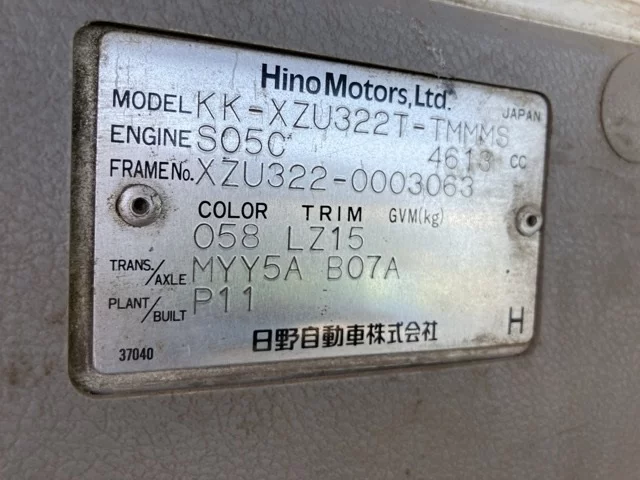 Hino Motors, Ltd.
MODEL KK-XZU322T-TMMMS JAPAN
ENGINE S05C 4613 CC
FRAME No. XZU322-0003063
COLOR TRIM GVM(kg)
058 LZ15
TRANS./AXLE MYY5A B07A
PLANT/BUILT P11
37040 日野自動車株式会社 H